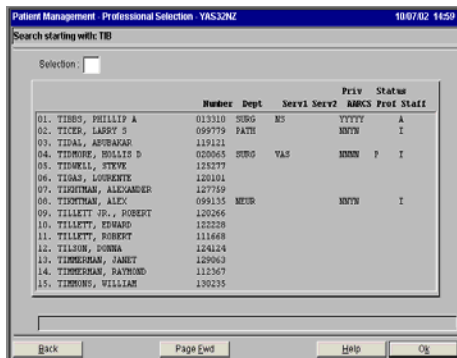 Patient Management - Professional Selection - YAS32NZ 10/07/02 14:59
Search starting with: TIB
Selection :
Priv Status
Number Dept Serv1 Serv2 AARCS Prof Staff
01. TIBBS, PHILLIP A 013310 SURG NS YYYYY A
02. TICER, LARRY S 099779 PATH NNYN I
03. TIDAL, ABUBAKAR 119121
04. TIDMORE, HOLLIS D 020065 SURG VAS NNNN P I
05. TIDWELL, STEVE 125277
06. TIGAS, LOURENTE 120101
07. TIKHTMAN, ALEXANDER 127759
08. TIKMTMAN, ALEX 099135 NEUR NNYN I
09. TILLETT JR., ROBERT 120266
10. TILLETT, EDWARD 122228
11. TILLETT, ROBERT 111668
12. TILSON, DONNA 124124
13. TIMMERMAN, JANET 129063
14. TIMMERMAN, RAYMOND 112367
15. TIMMONS, WILLIAM 130235
Back Page Fwd Help Ok